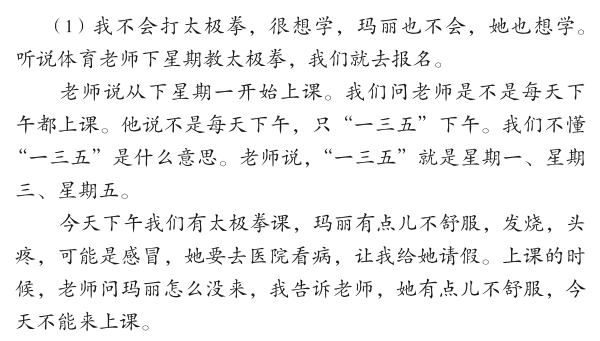 （1）我不会打太极拳，很想学，玛丽也不会，她也想学。
听说体育老师下星期教太极拳，我们就去报名。
老师说从下星期一开始上课。我们问老师是不是每天下
午都上课。他说不是每天下午，只“一三五”下午。我们不懂
“一三五”是什么意思。老师说，“一三五”就是星期一、星期
三、星期五。
今天下午我们有太极拳课，玛丽有点儿不舒服，发烧，头
疼，可能是感冒，她要去医院看病，让我给她请假。上课的时
候，老师问玛丽怎么没来，我告诉老师，她有点儿不舒服，今
天不能来上课。